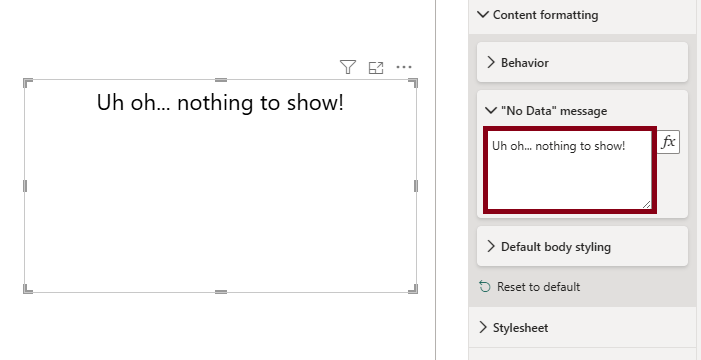 Uh oh... nothing to show!
Content formatting
Behavior
"No Data" message
Uh oh... nothing to show!
fx
Default body styling
Reset to default
Stylesheet